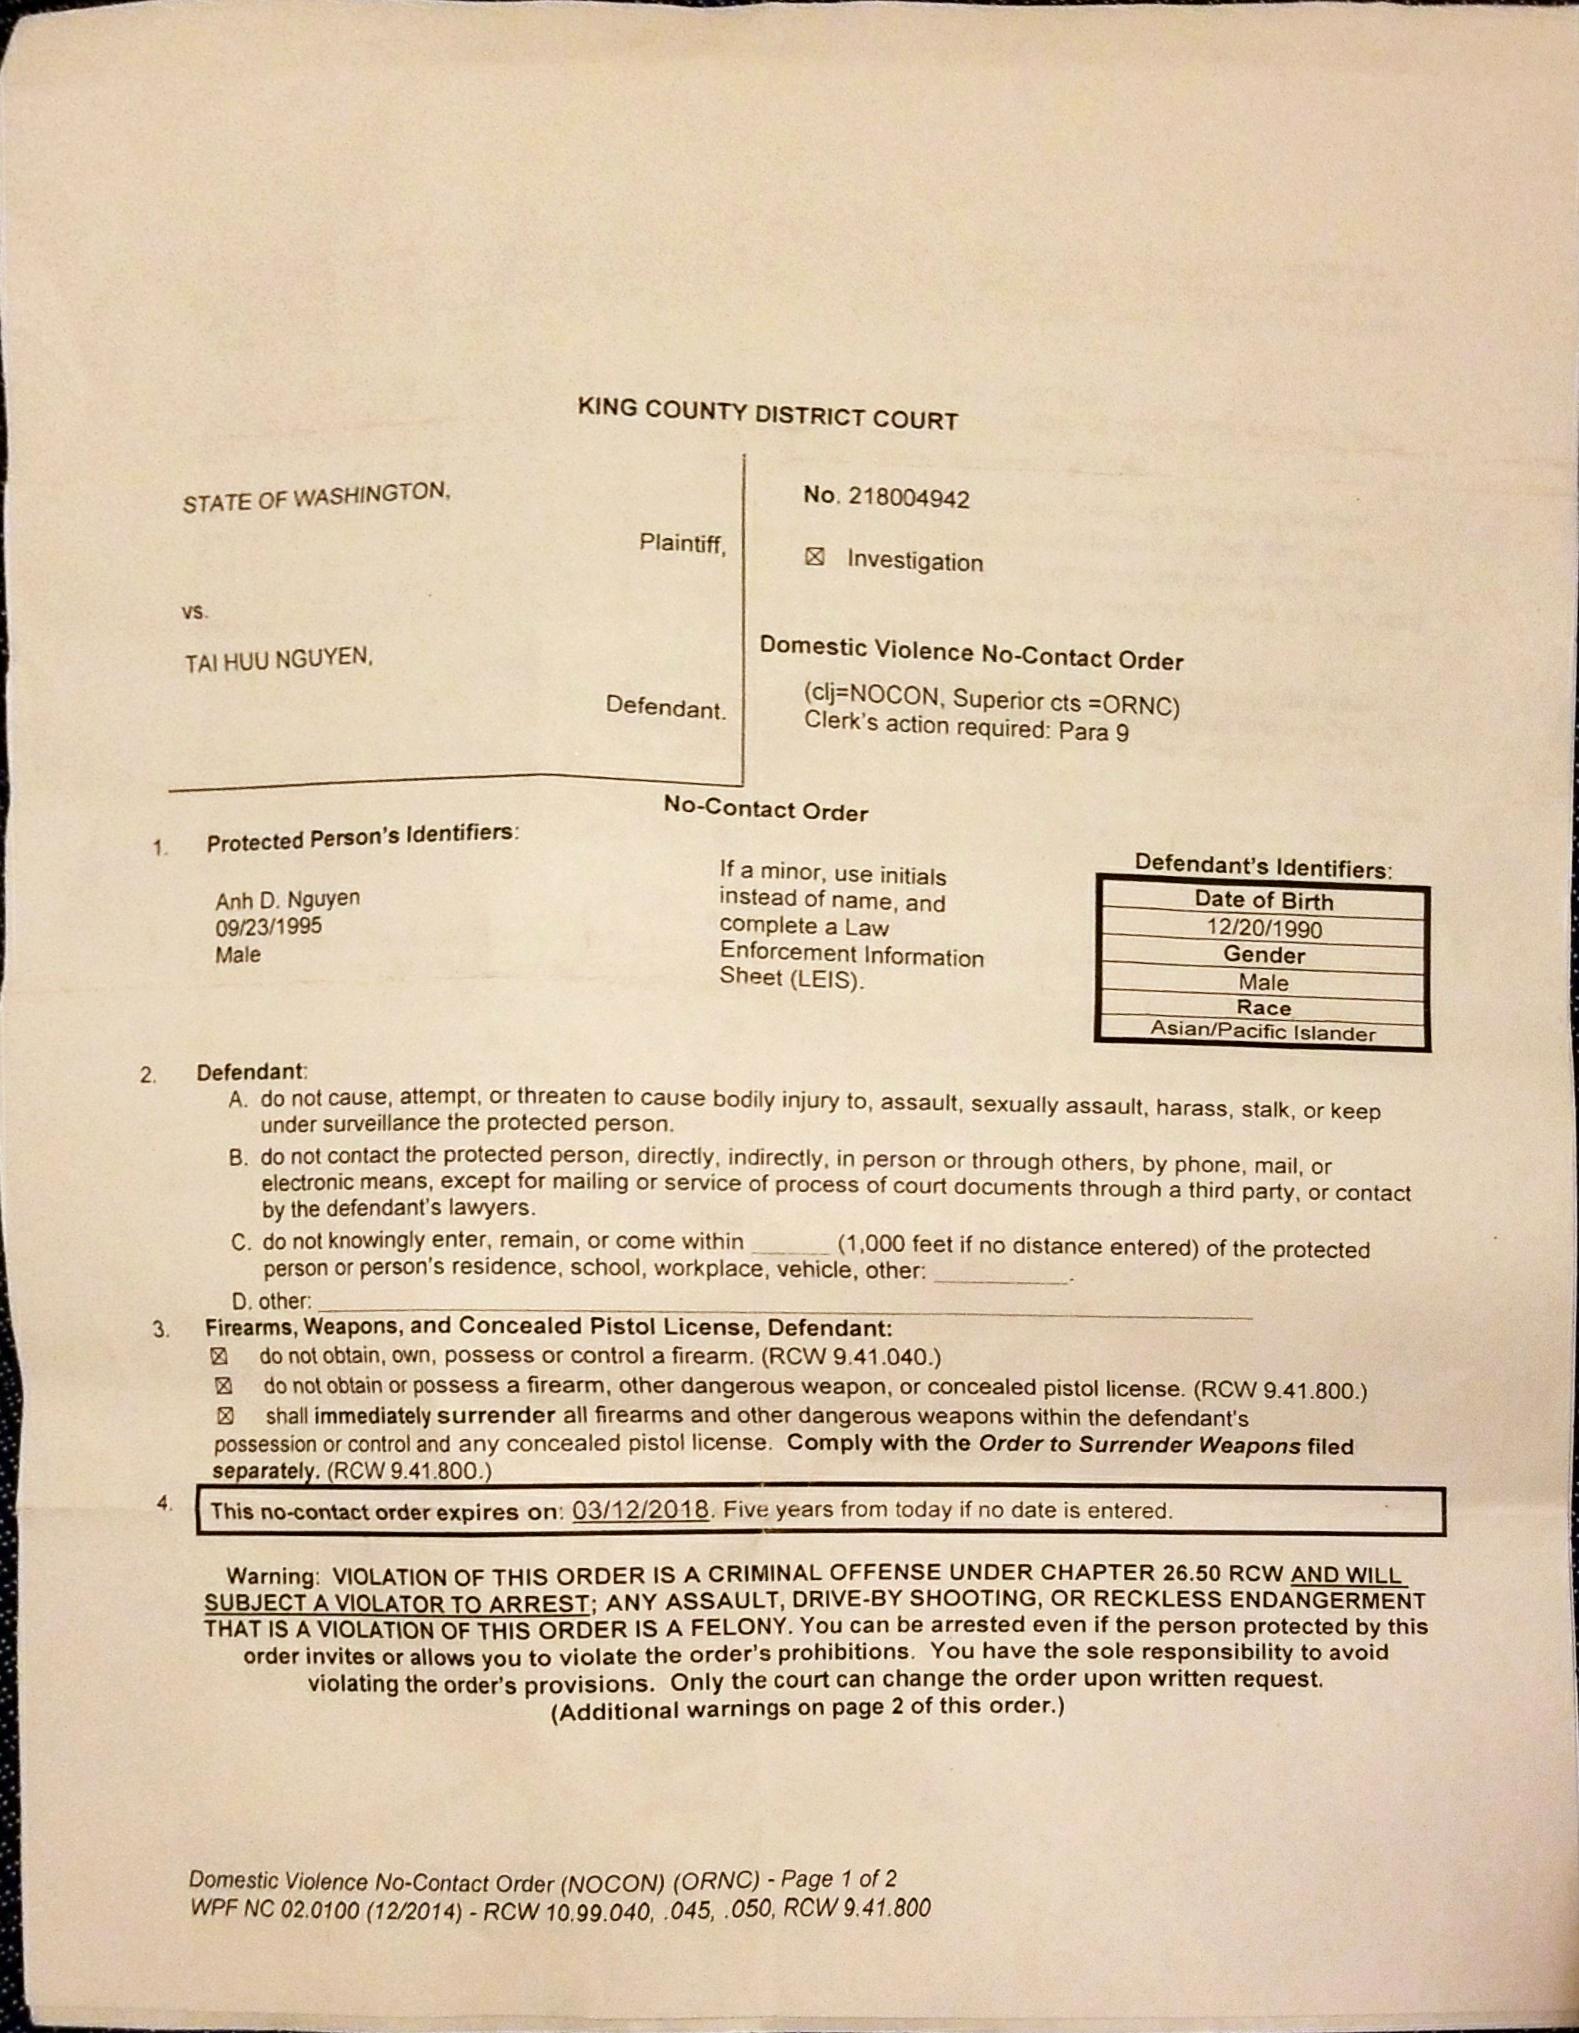 KING COUNTY DISTRICT COURT
STATE OF WASHINGTON,
Plaintiff,
vs.
TAI HUU NGUYEN,
Defendant.
No. 218004942
☒ Investigation
Domestic Violence No-Contact Order
(clj=NOCON, Superior cts =ORNC)
Clerk's action required: Para 9
No-Contact Order
1. Protected Person's Identifiers:
Anh D. Nguyen
09/23/1995
Male
If a minor, use initials
instead of name, and
complete a Law
Enforcement Information
Sheet (LEIS).
Defendant's Identifiers:
Date of Birth
12/20/1990
Gender
Male
Race
Asian/Pacific Islander
2. Defendant:
A. do not cause, attempt, or threaten to cause bodily injury to, assault, sexually assault, harass, stalk, or keep
under surveillance the protected person.
B. do not contact the protected person, directly, indirectly, in person or through others, by phone, mail, or
electronic means, except for mailing or service of process of court documents through a third party, or contact
by the defendant's lawyers.
C. do not knowingly enter, remain, or come within ______ (1,000 feet if no distance entered) of the protected
person or person's residence, school, workplace, vehicle, other: __________.
D. other: ____________________
3. Firearms, Weapons, and Concealed Pistol License, Defendant:
☒ do not obtain, own, possess or control a firearm. (RCW 9.41.040.)
☒ do not obtain or possess a firearm, other dangerous weapon, or concealed pistol license. (RCW 9.41.800.)
☒ shall immediately surrender all firearms and other dangerous weapons within the defendant's
possession or control and any concealed pistol license. Comply with the Order to Surrender Weapons filed
separately. (RCW 9.41.800.)
4. This no-contact order expires on: 03/12/2018. Five years from today if no date is entered.
Warning: VIOLATION OF THIS ORDER IS A CRIMINAL OFFENSE UNDER CHAPTER 26.50 RCW AND WILL
SUBJECT A VIOLATOR TO ARREST; ANY ASSAULT, DRIVE-BY SHOOTING, OR RECKLESS ENDANGERMENT
THAT IS A VIOLATION OF THIS ORDER IS A FELONY. You can be arrested even if the person protected by this
order invites or allows you to violate the order's prohibitions. You have the sole responsibility to avoid
violating the order's provisions. Only the court can change the order upon written request.
(Additional warnings on page 2 of this order.)
Domestic Violence No-Contact Order (NOCON) (ORNC) - Page 1 of 2
WPF NC 02.0100 (12/2014) - RCW 10.99.040, .045, .050, RCW 9.41.800